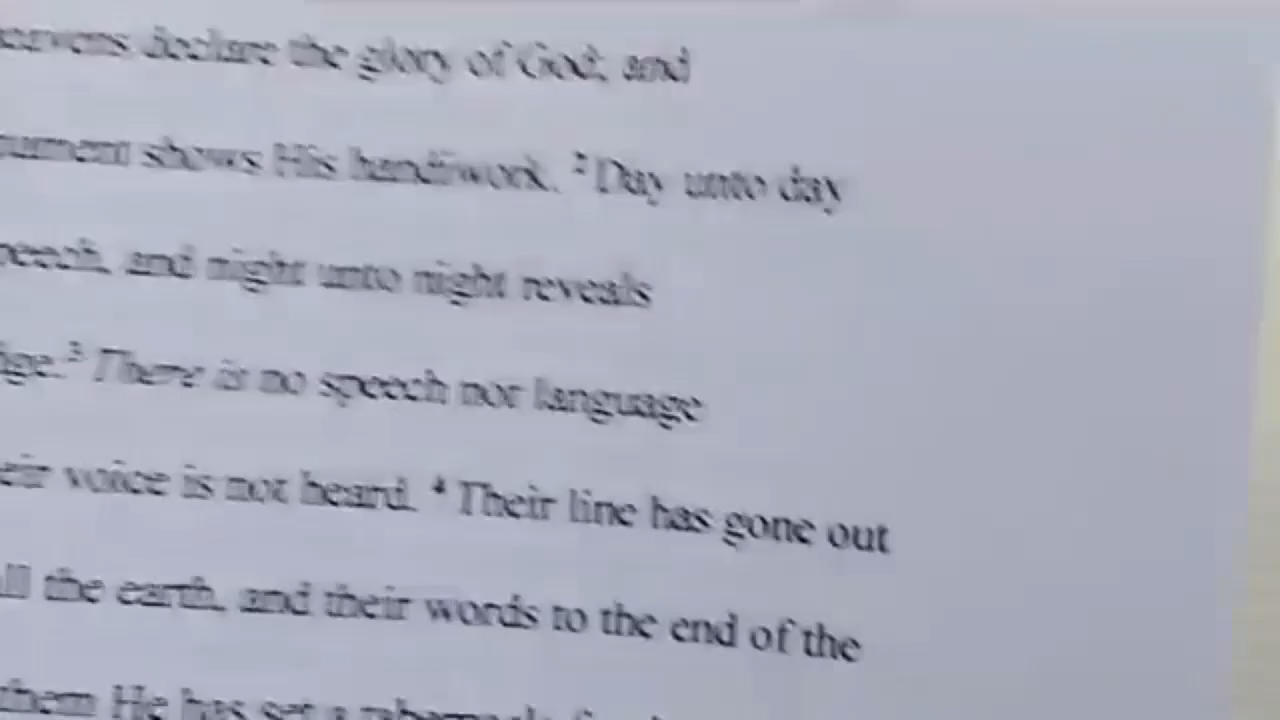 declare the glory of God; and
shows His handiwork. ² Day unto day
and night unto night reveals
³ There is no speech nor language
voice is not heard. ⁴ Their line has gone out
the earth, and their words to the end of the
them He has set a tabernacle